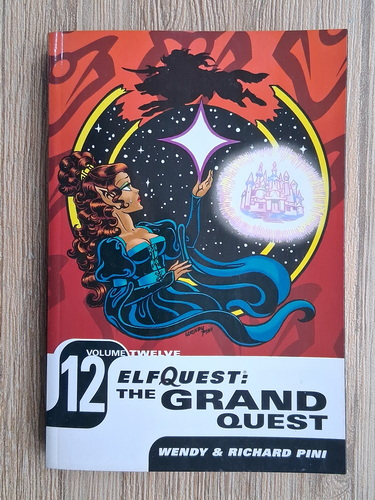 VOLUME TWELVE
12
ELFQUEST:
THE GRAND
QUEST
WENDY & RICHARD PINI